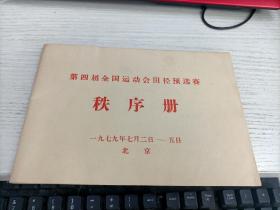 第四届全国运动会田径预选赛
秩序册
一九七九年七月二日——五日
北京